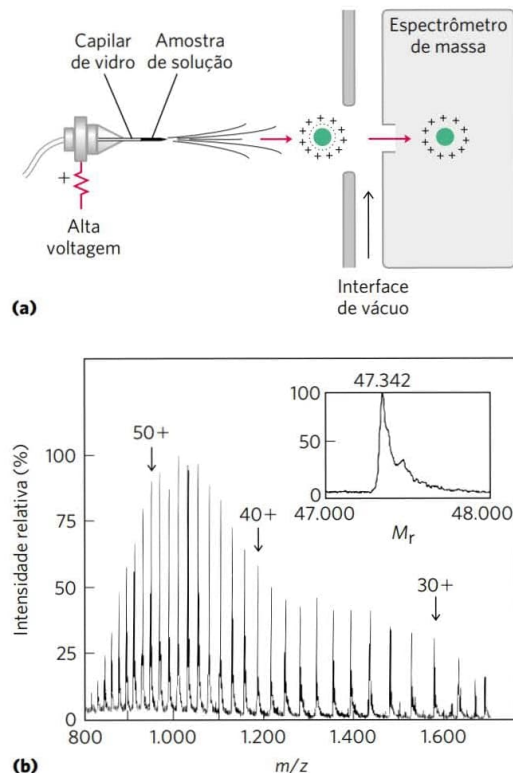 Capilar
de vidro
Amostra
de solução
Espectrômetro
de massa
+
Alta
voltagem
Interface
de vácuo
(a)
Intensidade relativa (%)
100
75
50
25
0
50+
40+
30+
47.342
100
50
0
47.000
48.000
Mr
800
1.000
1.200
1.400
1.600
m/z
(b)